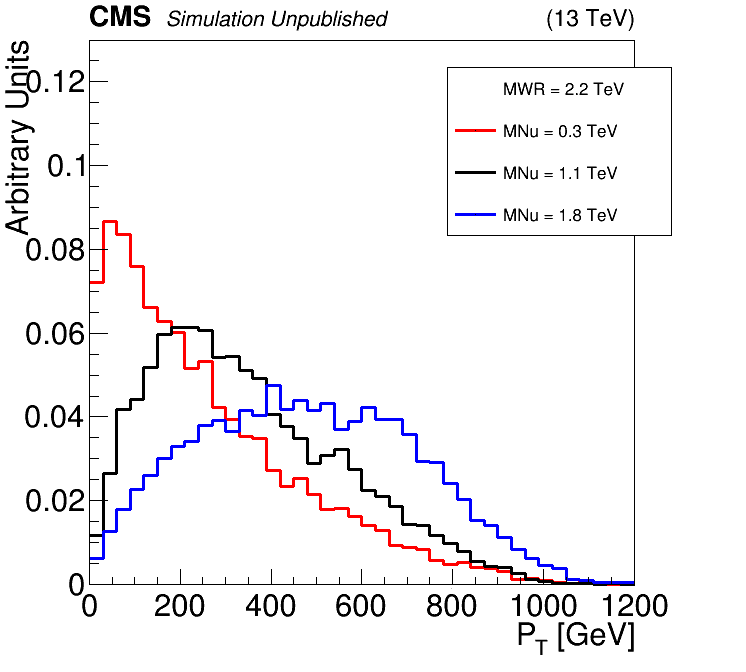 CMS Simulation Unpublished (13 TeV)
Arbitrary Units
MWR = 2.2 TeV
MNu = 0.3 TeV
MNu = 1.1 TeV
MNu = 1.8 TeV
0.12
0.1
0.08
0.06
0.04
0.02
0
0 200 400 600 800 1000 1200
P_T [GeV]